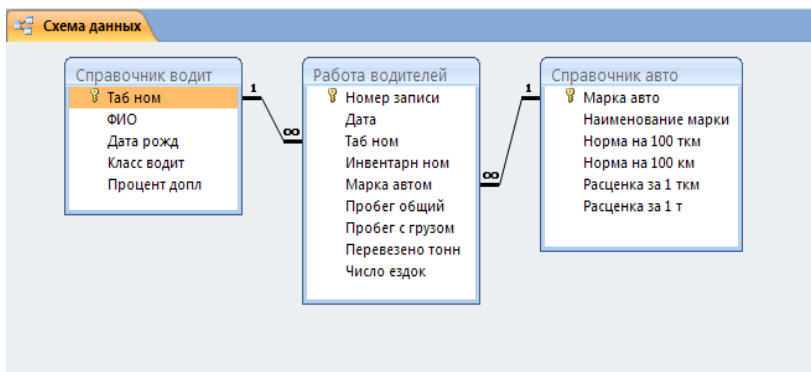 Схема данных
Справочник водит
Таб ном
ФИО
Дата рожд
Класс водит
Процент допл
1
∞
Работа водителей
Номер записи
Дата
Таб ном
Инвентарн ном
Марка автом
Пробег общий
Пробег с грузом
Перевезено тонн
Число ездок
∞
1
Справочник авто
Марка авто
Наименование марки
Норма на 100 ткм
Норма на 100 км
Расценка за 1 ткм
Расценка за 1 т